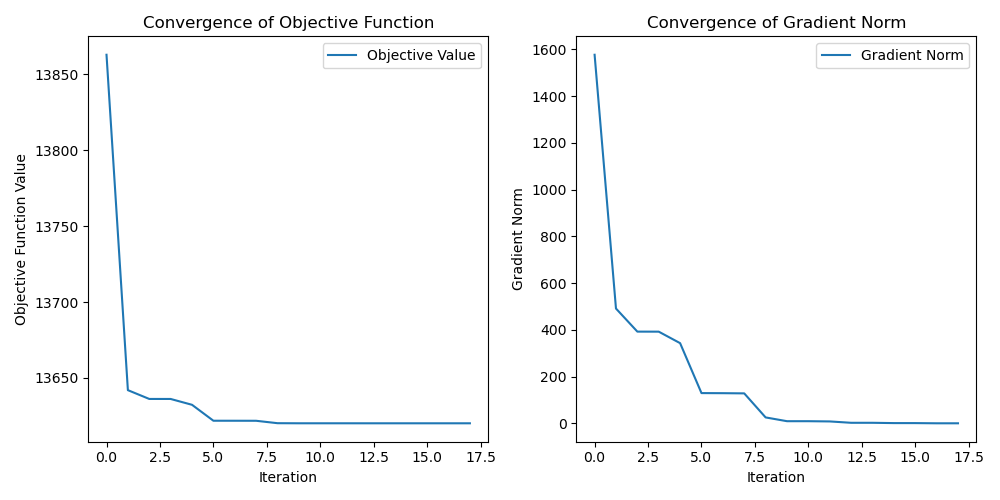 Convergence of Objective Function
Objective Value
13850
13800
13750
13700
13650
Objective Function Value
0.0 2.5 5.0 7.5 10.0 12.5 15.0 17.5
Iteration
Convergence of Gradient Norm
Gradient Norm
1600
1400
1200
1000
800
600
400
200
0
Gradient Norm
0.0 2.5 5.0 7.5 10.0 12.5 15.0 17.5
Iteration